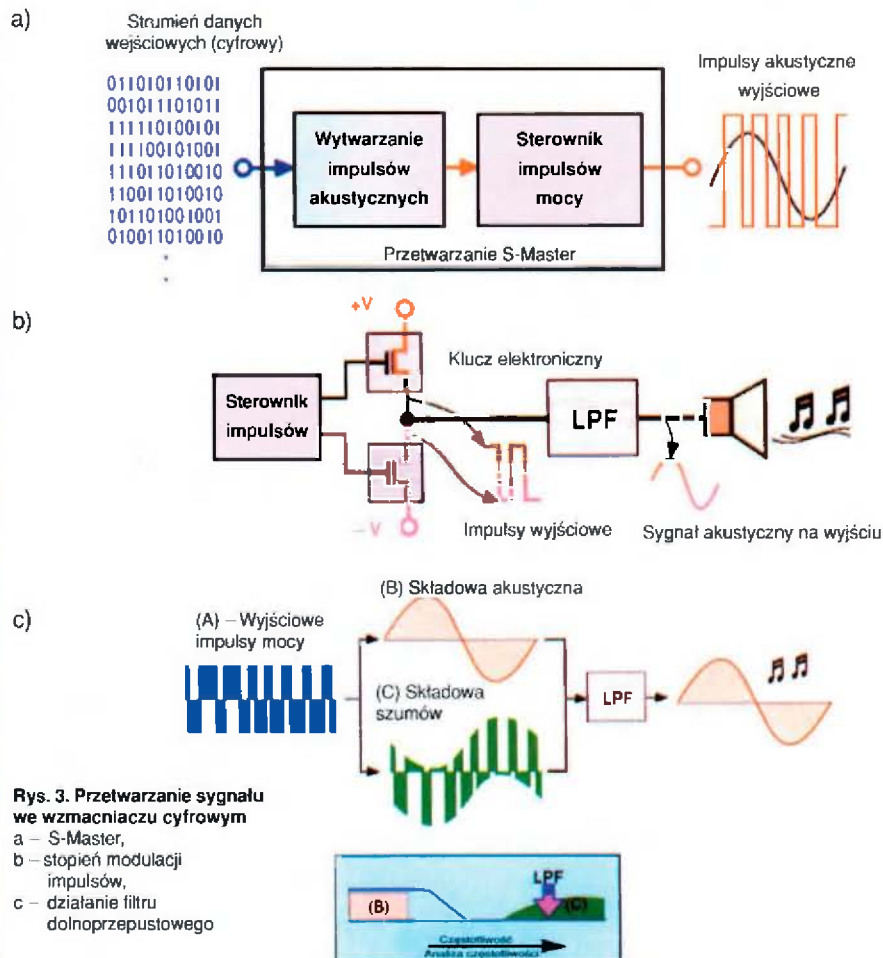 a)
Strumień danych
wejściowych (cyfrowy)
011010110101
001011101011
111110100101
111100101001
111011010010
110011010010
101101001001
010011010010
Wytwarzanie
impulsów
akustycznych
Sterownik
impulsów
mocy
Przetwarzanie S-Master
Impulsy akustyczne
wyjściowe
b)
+V
Klucz elektroniczny
Sterownik
impulsów
LPF
– V
Impulsy wyjściowe
Sygnał akustyczny na wyjściu
c)
(A) – Wyjściowe
impulsy mocy
(B) Składowa akustyczna
(C) Składowa
szumów
LPF
Rys. 3. Przetwarzanie sygnału
we wzmacniaczu cyfrowym
a – S-Master,
b – stopień modulacji
impulsów,
c – działanie filtru
dolnoprzepustowego
(B)
LPF
(C)
Częstotliwość
Analiza częstotliwości